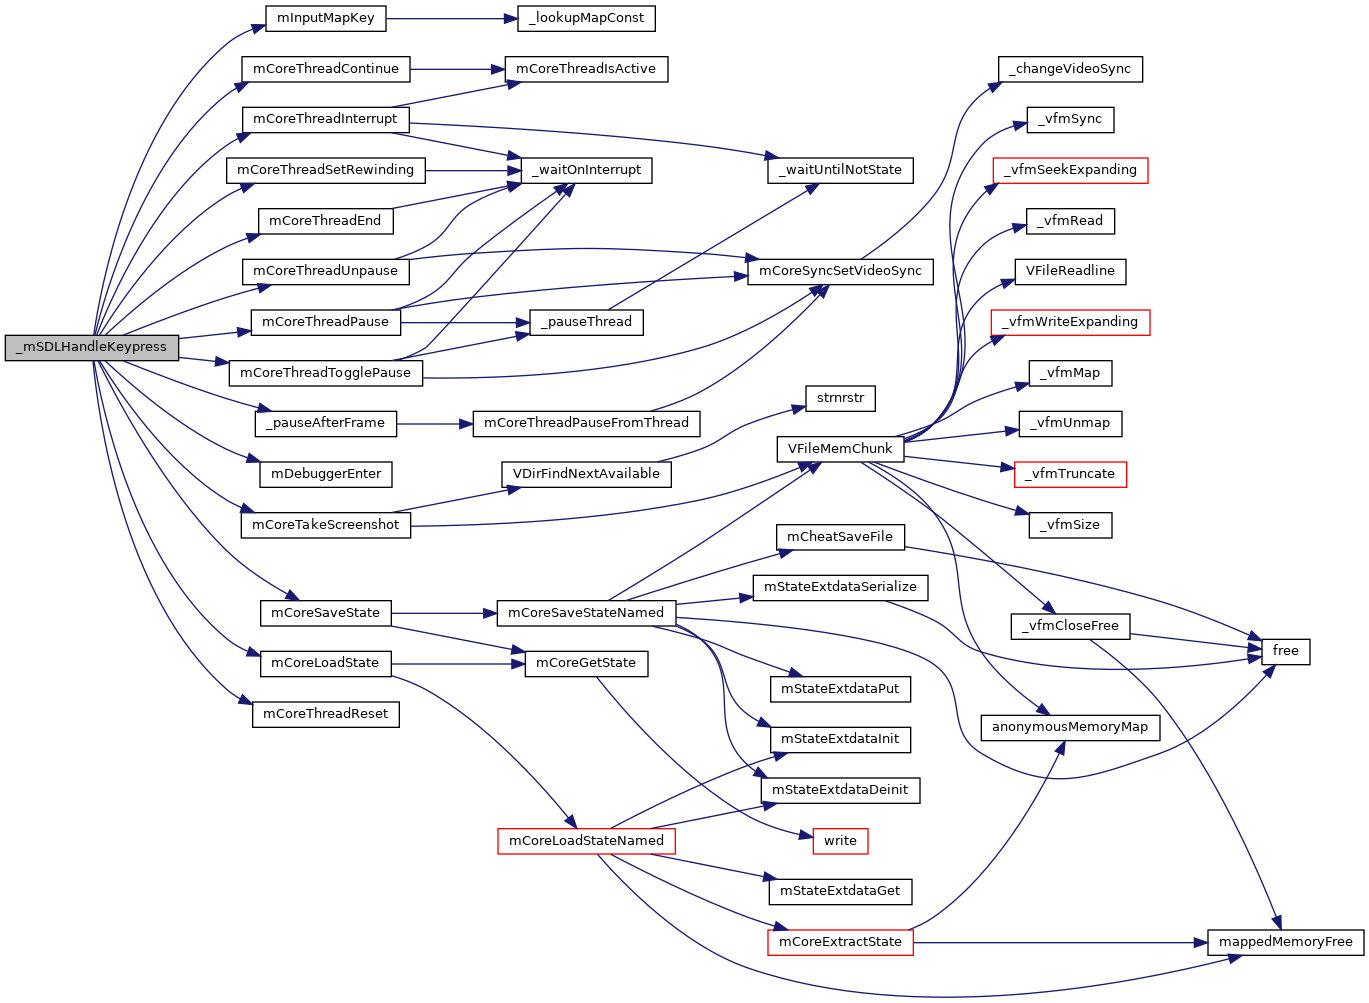 _mSDLHandleKeypress
mInputMapKey
_lookupMapConst
mCoreThreadContinue
mCoreThreadIsActive
mCoreThreadInterrupt
mCoreThreadSetRewinding
_waitOnInterrupt
_waitUntilNotState
mCoreThreadEnd
mCoreThreadUnpause
mCoreSyncSetVideoSync
mCoreThreadPause
_pauseThread
mCoreThreadTogglePause
_pauseAfterFrame
mCoreThreadPauseFromThread
mDebuggerEnter
VDirFindNextAvailable
strnrstr
mCoreTakeScreenshot
VFileMemChunk
_changeVideoSync
_vfmSync
_vfmSeekExpanding
_vfmRead
VFileReadline
_vfmWriteExpanding
_vfmMap
_vfmUnmap
_vfmTruncate
_vfmSize
mCoreSaveState
mCoreSaveStateNamed
mCheatSaveFile
mStateExtdataSerialize
_vfmCloseFree
free
mCoreLoadState
mCoreGetState
mStateExtdataPut
mCoreThreadReset
mStateExtdataInit
anonymousMemoryMap
mStateExtdataDeinit
mCoreLoadStateNamed
write
mStateExtdataGet
mCoreExtractState
mappedMemoryFree